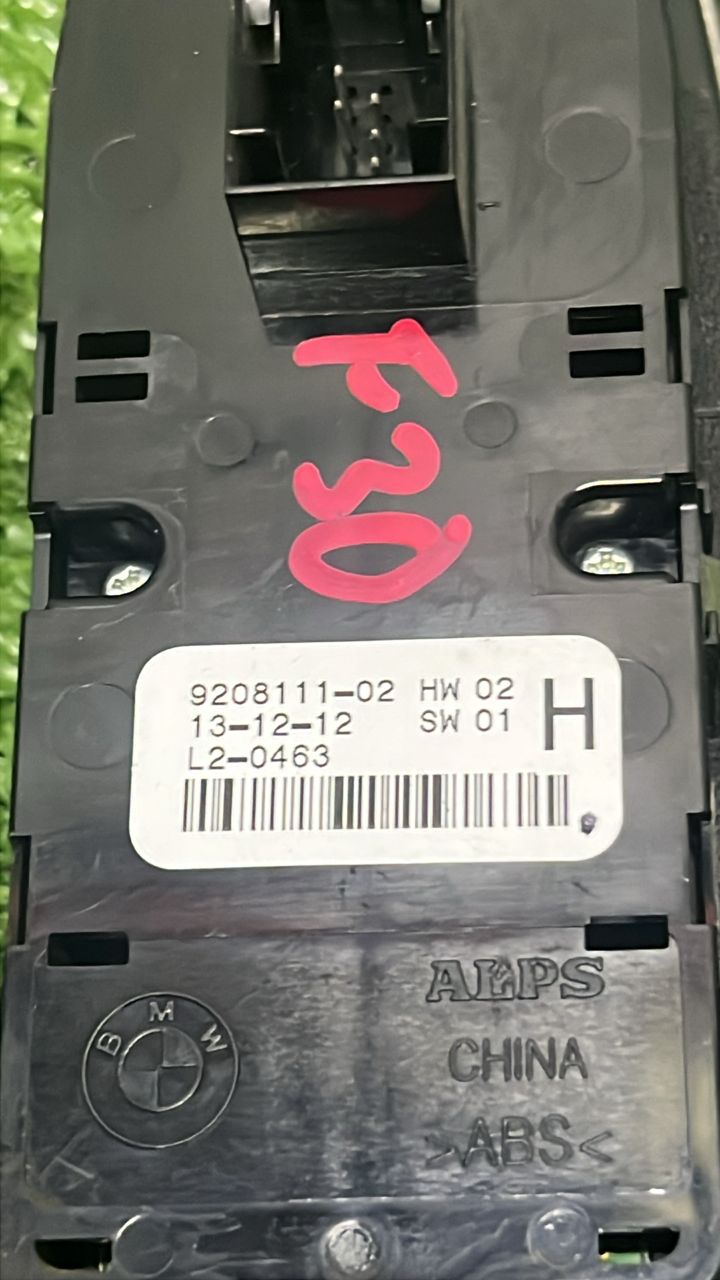 F30
9208111-02 HW 02 H
13-12-12 SW 01
L2-0463
BMW
ALPS
CHINA
>ABS<